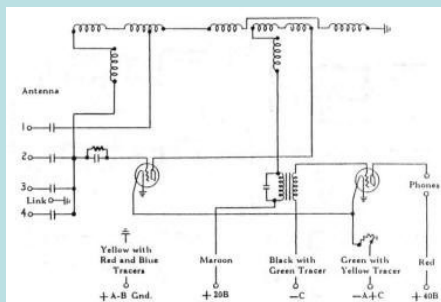 Antenna
1
2
3
Link
4
Phones
Yellow with
Red and Blue
Tracers
Maroon
Black with
Green Tracer
Green with
Yellow Tracer
Red
+ A-B Gnd.
+ 20B
-C
-A+C
+ 40B